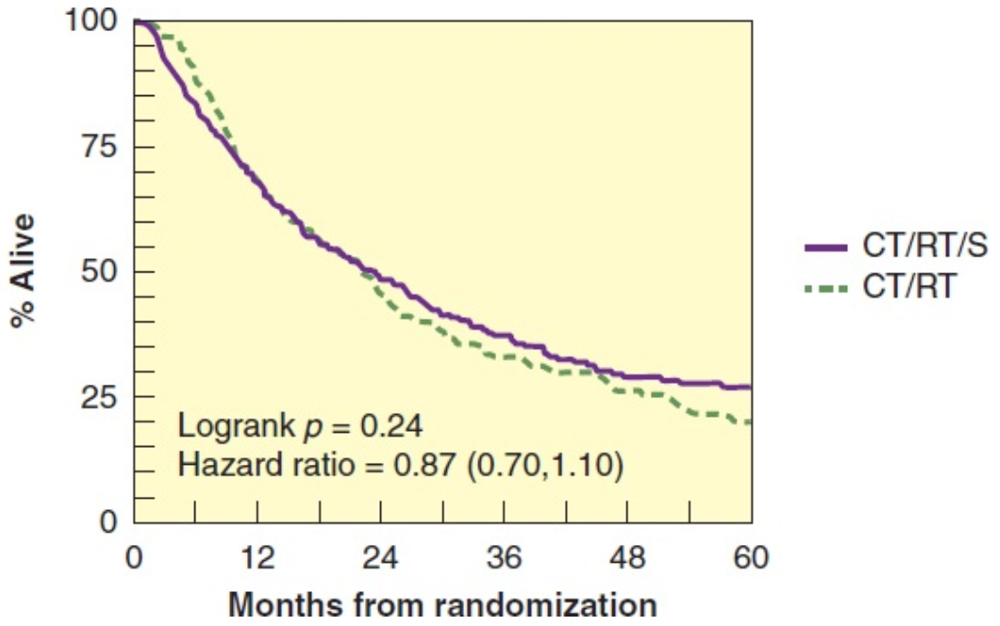 100
75
50
25
0
% Alive
Logrank p = 0.24
Hazard ratio = 0.87 (0.70,1.10)
0 12 24 36 48 60
Months from randomization
CT/RT/S
CT/RT